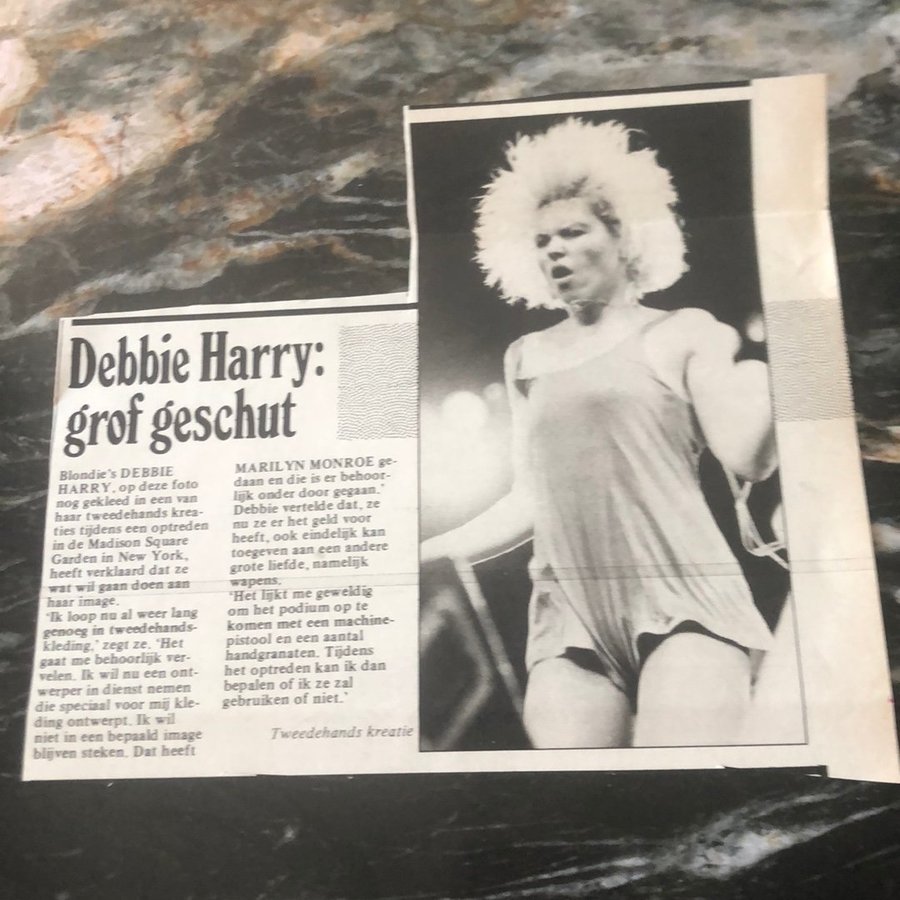 Debbie Harry:
grof geschut
Blondie's DEBBIE
HARRY, op deze foto
nog gekleed in een van
haar tweedehands krea-
ties tijdens een optreden
in de Madison Square
Garden in New York,
heeft verklaard dat ze
wat wil gaan doen aan
haar image.
'Ik loop nu al weer lang
genoeg in tweedehands-
kleding,' zegt ze. 'Het
gaat me behoorlijk ver-
velen. Ik wil nu een ont-
werper in dienst nemen
die speciaal voor mij kle-
ding ontwerpt. Ik wil
niet in een bepaald image
blijven steken. Dat heeft
MARILYN MONROE ge-
daan en die is er behoor-
lijk onder door gegaan.'
Debbie vertelde dat, ze
nu ze er het geld voor
heeft, ook eindelijk kan
toegeven aan een andere
grote liefde, namelijk
wapens.
'Het lijkt me geweldig
om het podium op te
komen met een machine-
pistool en een aantal
handgranaten. Tijdens
het optreden kan ik dan
bepalen of ik ze zal
gebruiken of niet.'
Tweedehands kreatie